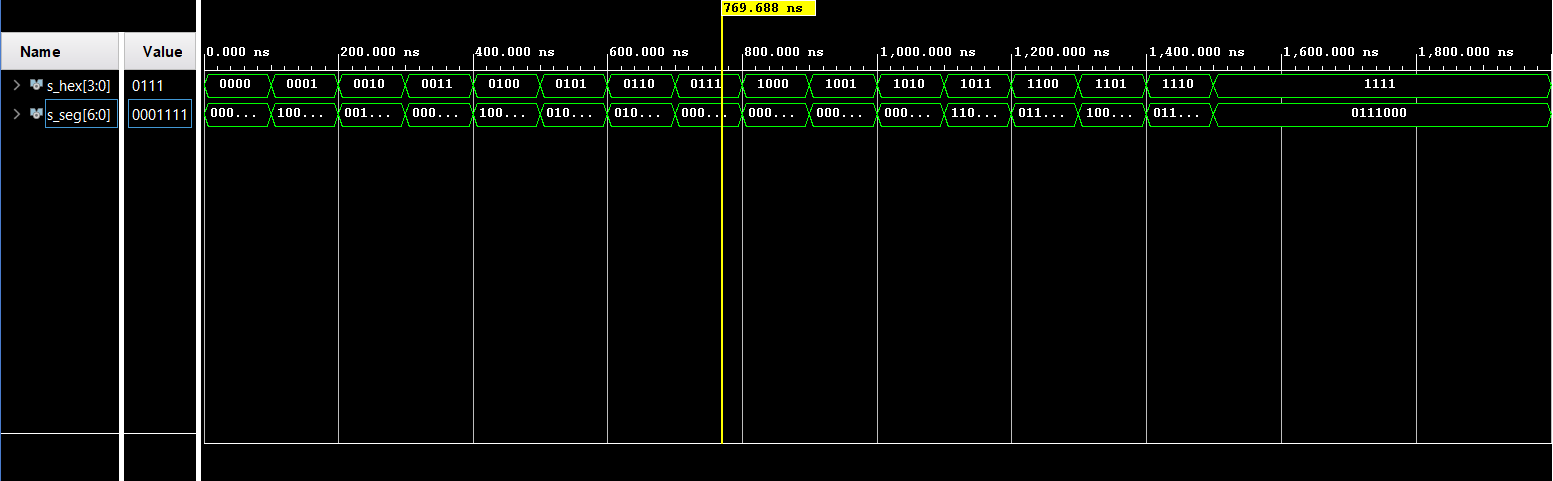 769.688 ns
Name Value 0.000 ns 200.000 ns 400.000 ns 600.000 ns 800.000 ns 1,000.000 ns 1,200.000 ns 1,400.000 ns 1,600.000 ns 1,800.000 ns
s_hex[3:0] 0111 0000 0001 0010 0011 0100 0101 0110 0111 1000 1001 1010 1011 1100 1101 1110 1111
s_seg[6:0] 0001111 000... 100... 001... 000... 100... 010... 010... 000... 000... 000... 000... 110... 011... 100... 011... 0111000